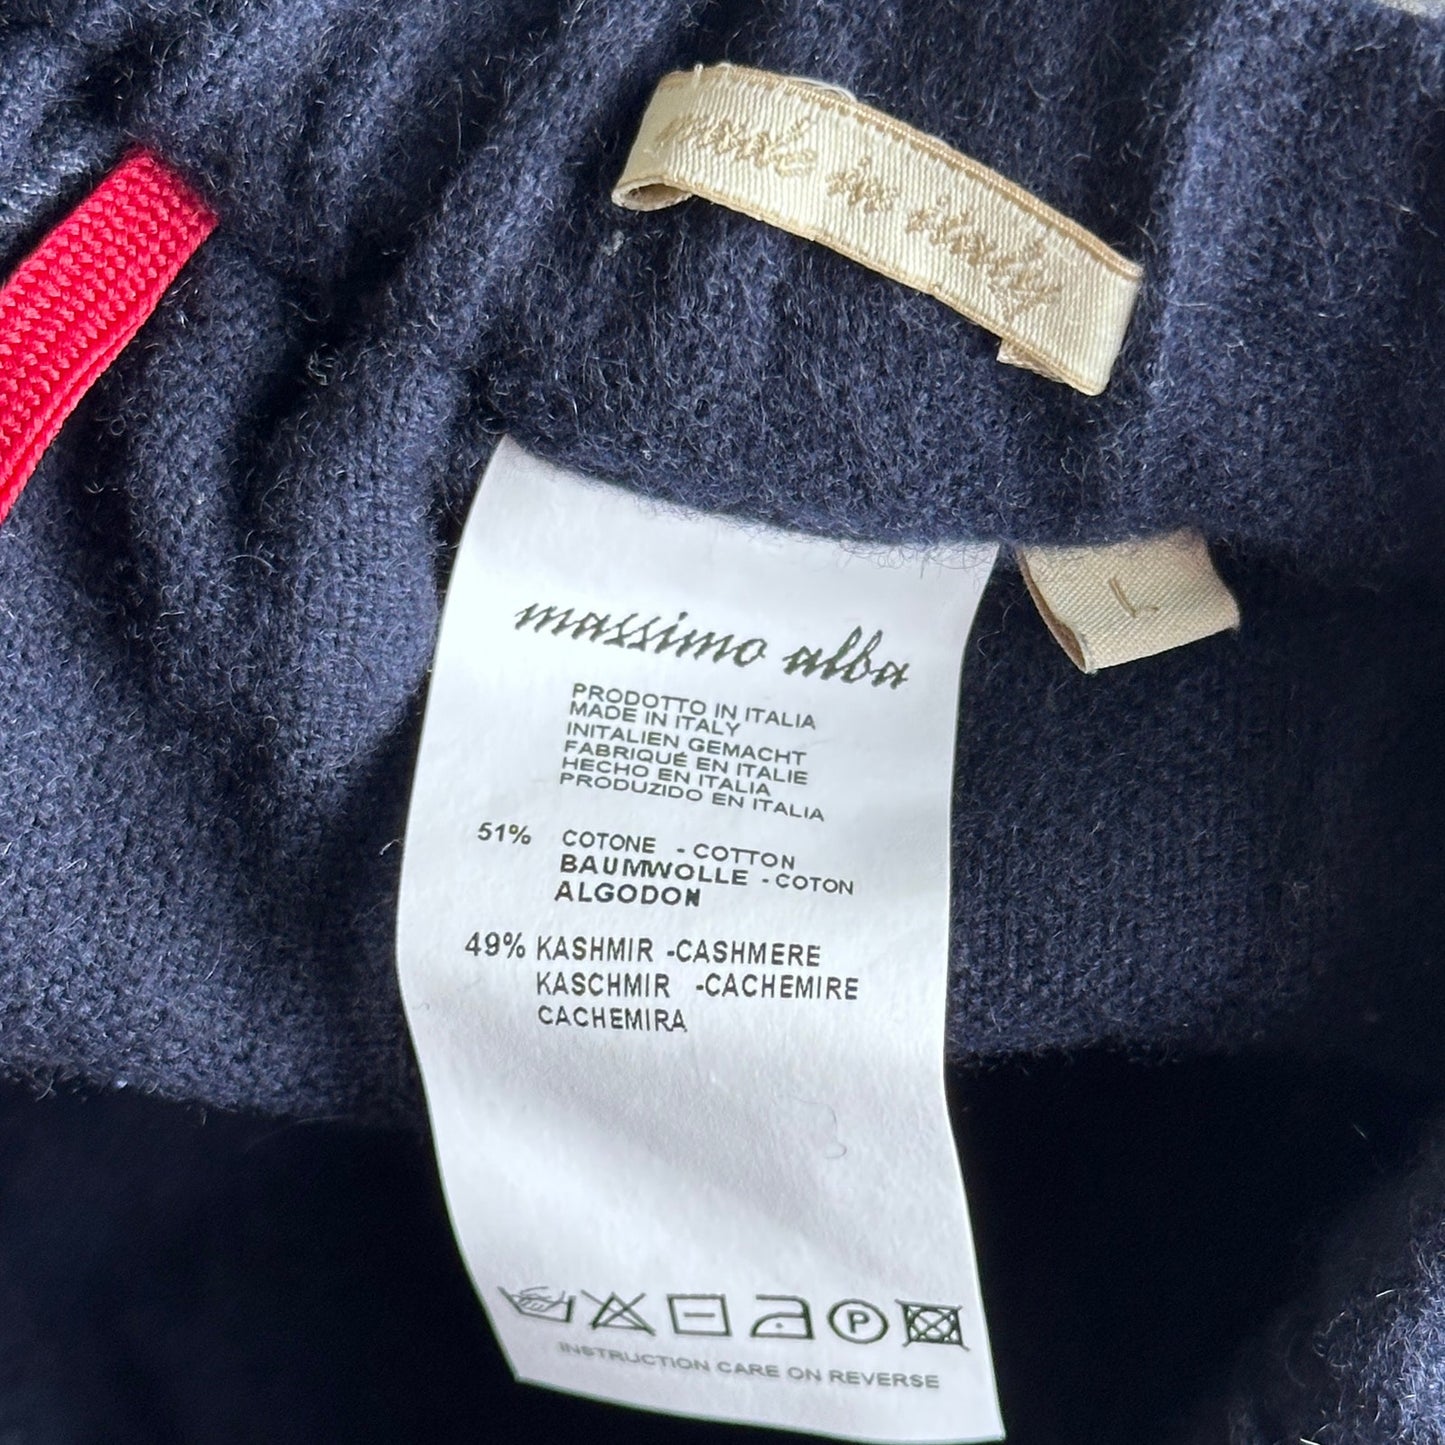 made in italy
L
massimo alba
PRODOTTO IN ITALIA
MADE IN ITALY
INITALIEN GEMACHT
FABRIQUÉ EN ITALIE
HECHO EN ITALIA
PRODUZIDO EN ITALIA
51% COTONE - COTTON
BAUMWOLLE - COTON
ALGODON
49% KASHMIR -CASHMERE
KASCHMIR -CACHEMIRE
CACHEMIRA
P
INSTRUCTION CARE ON REVERSE